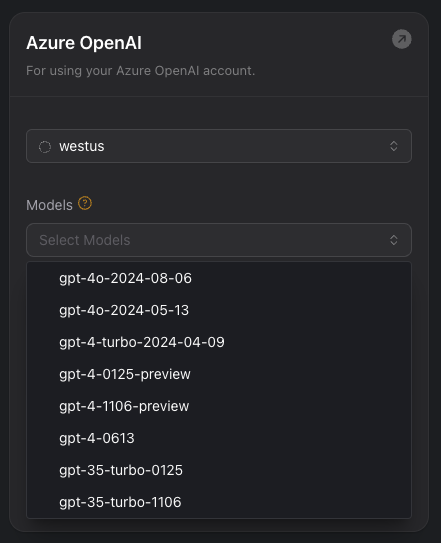 Azure OpenAI
For using your Azure OpenAI account.
westus
Models ?
Select Models
gpt-4o-2024-08-06
gpt-4o-2024-05-13
gpt-4-turbo-2024-04-09
gpt-4-0125-preview
gpt-4-1106-preview
gpt-4-0613
gpt-35-turbo-0125
gpt-35-turbo-1106